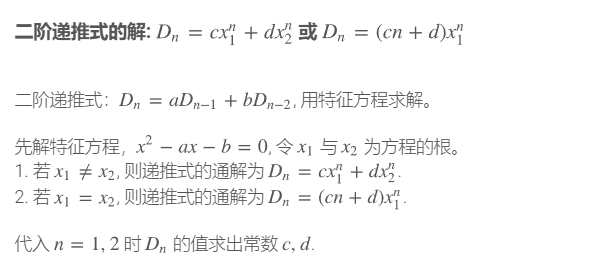 二阶递推式的解: $D_n = cx_1^n + dx_2^n$ 或 $D_n = (cn + d)x_1^n$
二阶递推式：$D_n = aD_{n-1} + bD_{n-2}$, 用特征方程求解。
先解特征方程，$x^2 - ax - b = 0$, 令 $x_1$ 与 $x_2$ 为方程的根。
1. 若 $x_1 \neq x_2$, 则递推式的通解为 $D_n = cx_1^n + dx_2^n$.
2. 若 $x_1 = x_2$, 则递推式的通解为 $D_n = (cn + d)x_1^n$.
代入 $n = 1, 2$ 时 $D_n$ 的值求出常数 $c, d$.